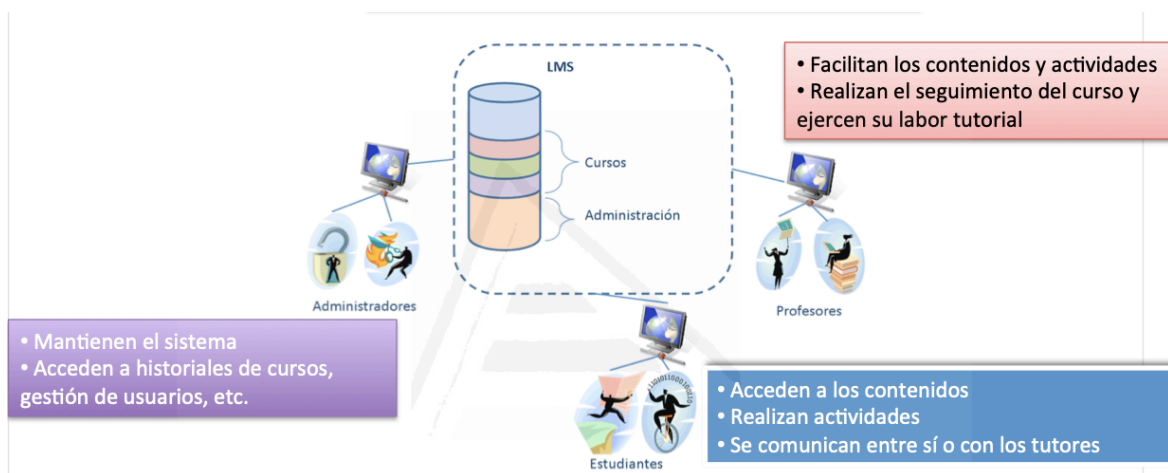 LMS
• Facilitan los contenidos y actividades
• Realizan el seguimiento del curso y
ejercen su labor tutorial
Cursos
Administración
Administradores
Profesores
• Mantienen el sistema
• Acceden a historiales de cursos,
gestión de usuarios, etc.
• Acceden a los contenidos
• Realizan actividades
• Se comunican entre sí o con los tutores
Estudiantes